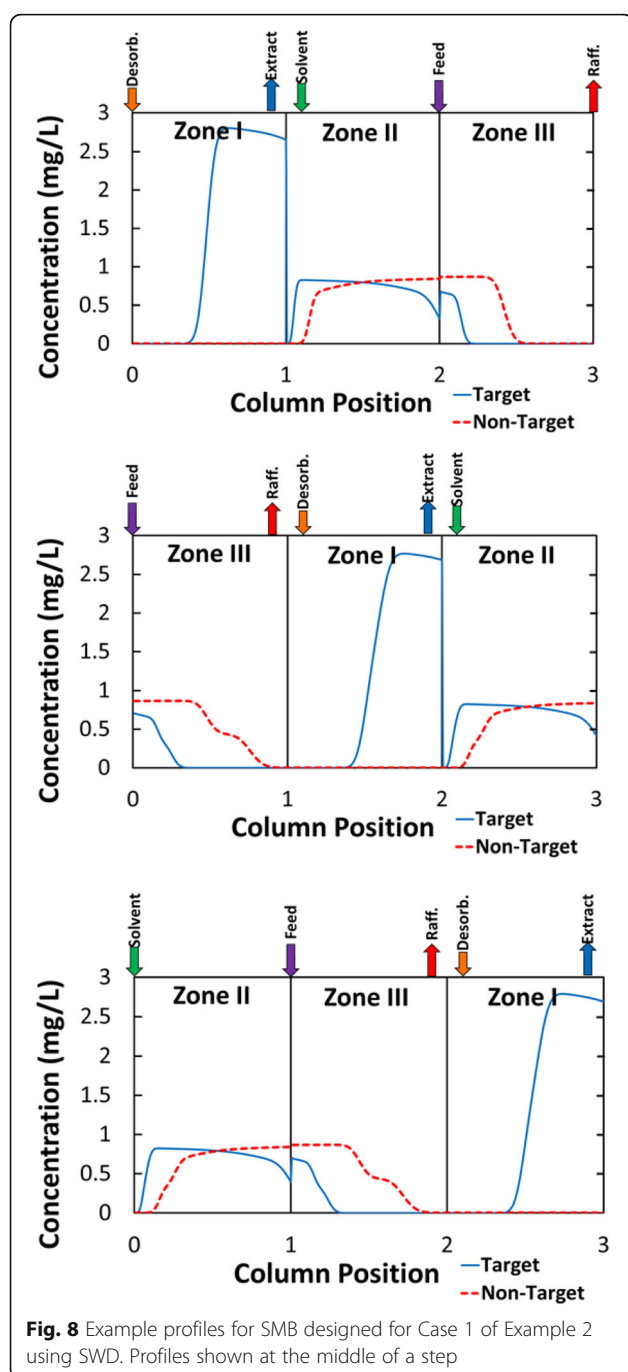 Desorb.
Extract
Solvent
Feed
Raff.
Concentration (mg/L)
3
2.5
2
1.5
1
0.5
0
Zone I
Zone II
Zone III
0
1
2
3
Column Position
Target
Non-Target
Feed
Raff.
Desorb.
Extract
Solvent
Concentration (mg/L)
3
2.5
2
1.5
1
0.5
0
Zone III
Zone I
Zone II
0
1
2
3
Column Position
Target
Non-Target
Solvent
Feed
Raff.
Desorb.
Extract
Concentration (mg/L)
3
2.5
2
1.5
1
0.5
0
Zone II
Zone III
Zone I
0
1
2
3
Column Position
Target
Non-Target
Fig. 8 Example profiles for SMB designed for Case 1 of Example 2
using SWD. Profiles shown at the middle of a step